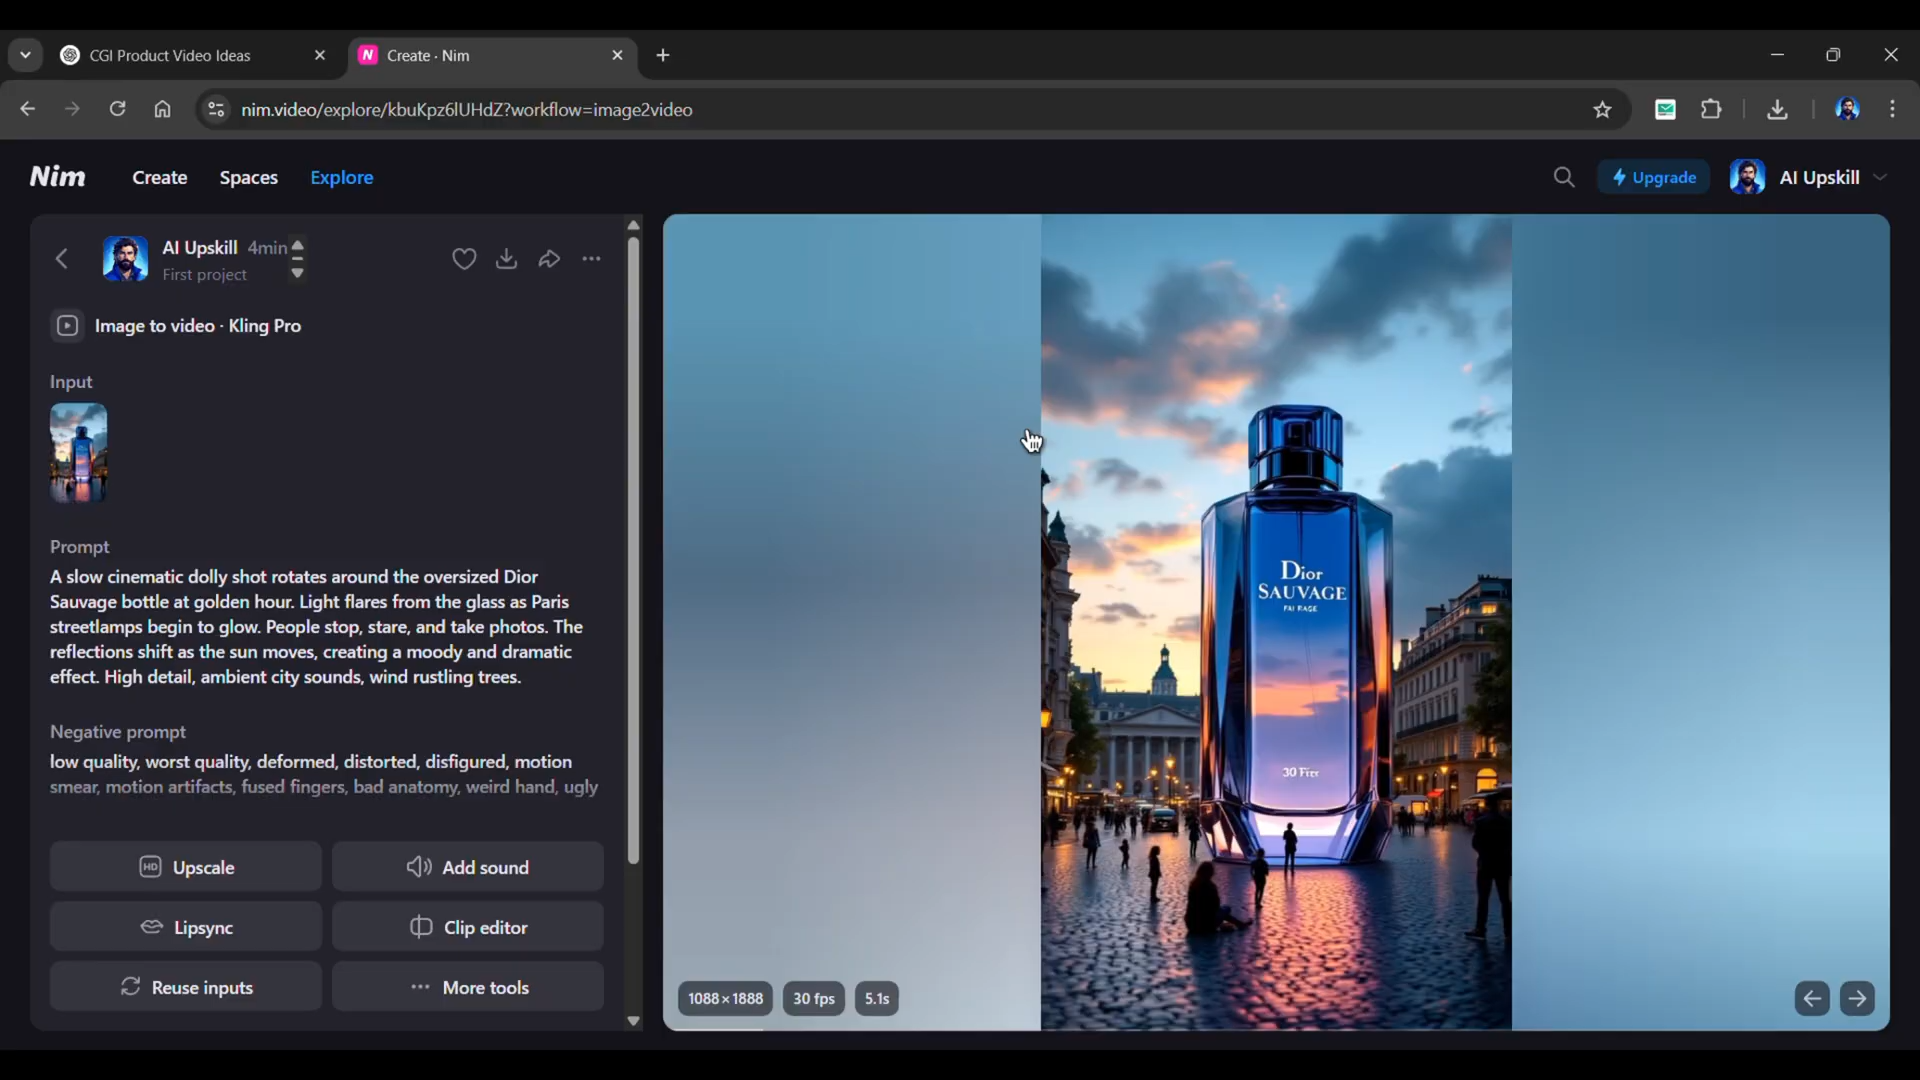 CGI Product Video Ideas
N Create · Nim
nim.video/explore/kbuKpz6lUHdZ?workflow=image2video
Nim Create Spaces Explore Upgrade AI Upskill
AI Upskill 4min
First project
Image to video · Kling Pro
Input
Prompt
A slow cinematic dolly shot rotates around the oversized Dior
Sauvage bottle at golden hour. Light flares from the glass as Paris
streetlamps begin to glow. People stop, stare, and take photos. The
reflections shift as the sun moves, creating a moody and dramatic
effect. High detail, ambient city sounds, wind rustling trees.
Negative prompt
low quality, worst quality, deformed, distorted, disfigured, motion
smear, motion artifacts, fused fingers, bad anatomy, weird hand, ugly
HD Upscale
Add sound
Lipsync
Clip editor
Reuse inputs
More tools
Dior
SAUVAGE
1088×1888 30 fps 5.1s